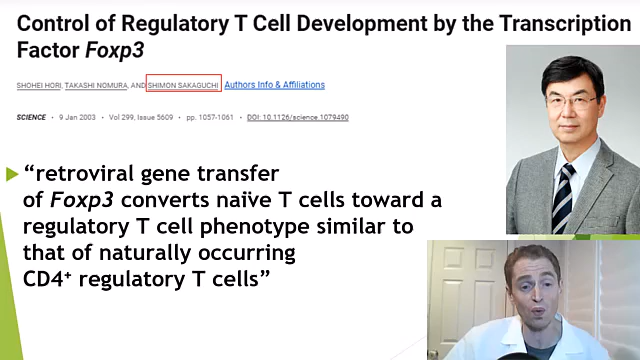 Control of Regulatory T Cell Development by the Transcription
Factor Foxp3
SHOHEI HORI, TAKASHI NOMURA, AND SHIMON SAKAGUCHI Authors Info & Affiliations
SCIENCE • 9 Jan 2003 • Vol 299, Issue 5609 • pp. 1057-1061 • DOI: 10.1126/science.1079490
“retroviral gene transfer
of Foxp3 converts naïve T cells toward a
regulatory T cell phenotype similar to
that of naturally occurring
CD4⁺ regulatory T cells”